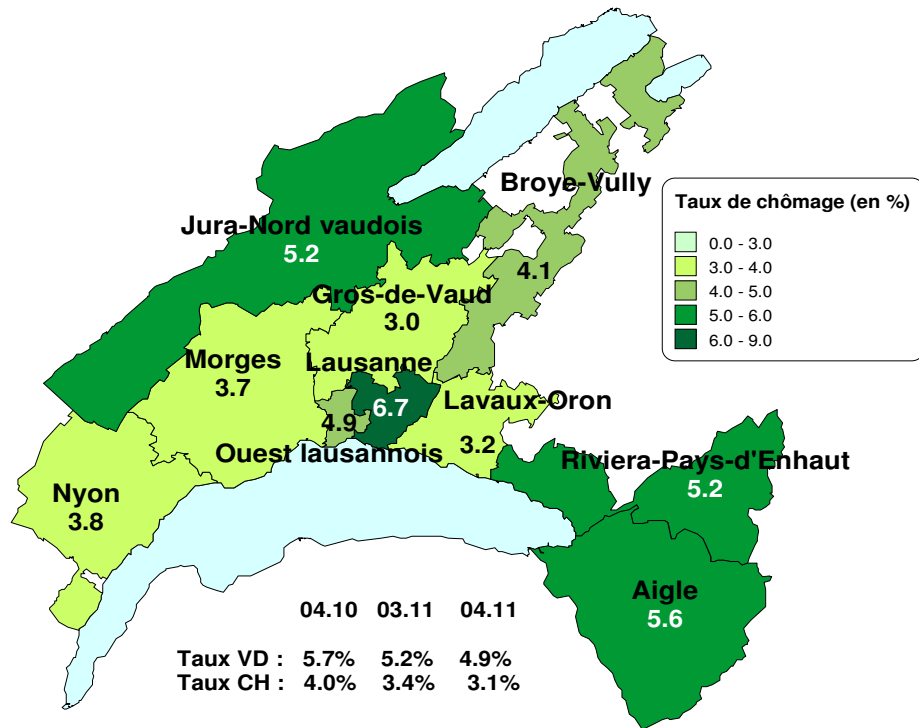 Broye-Vully
4.1
Taux de chômage (en %)
0.0 - 3.0
3.0 - 4.0
4.0 - 5.0
5.0 - 6.0
6.0 - 9.0
Jura-Nord vaudois
5.2
Gros-de-Vaud
3.0
Morges
3.7
Lausanne
6.7
4.9
Ouest lausannois
Lavaux-Oron
3.2
Riviera-Pays-d'Enhaut
5.2
Nyon
3.8
Aigle
5.6
04.10 03.11 04.11
Taux VD : 5.7% 5.2% 4.9%
Taux CH : 4.0% 3.4% 3.1%